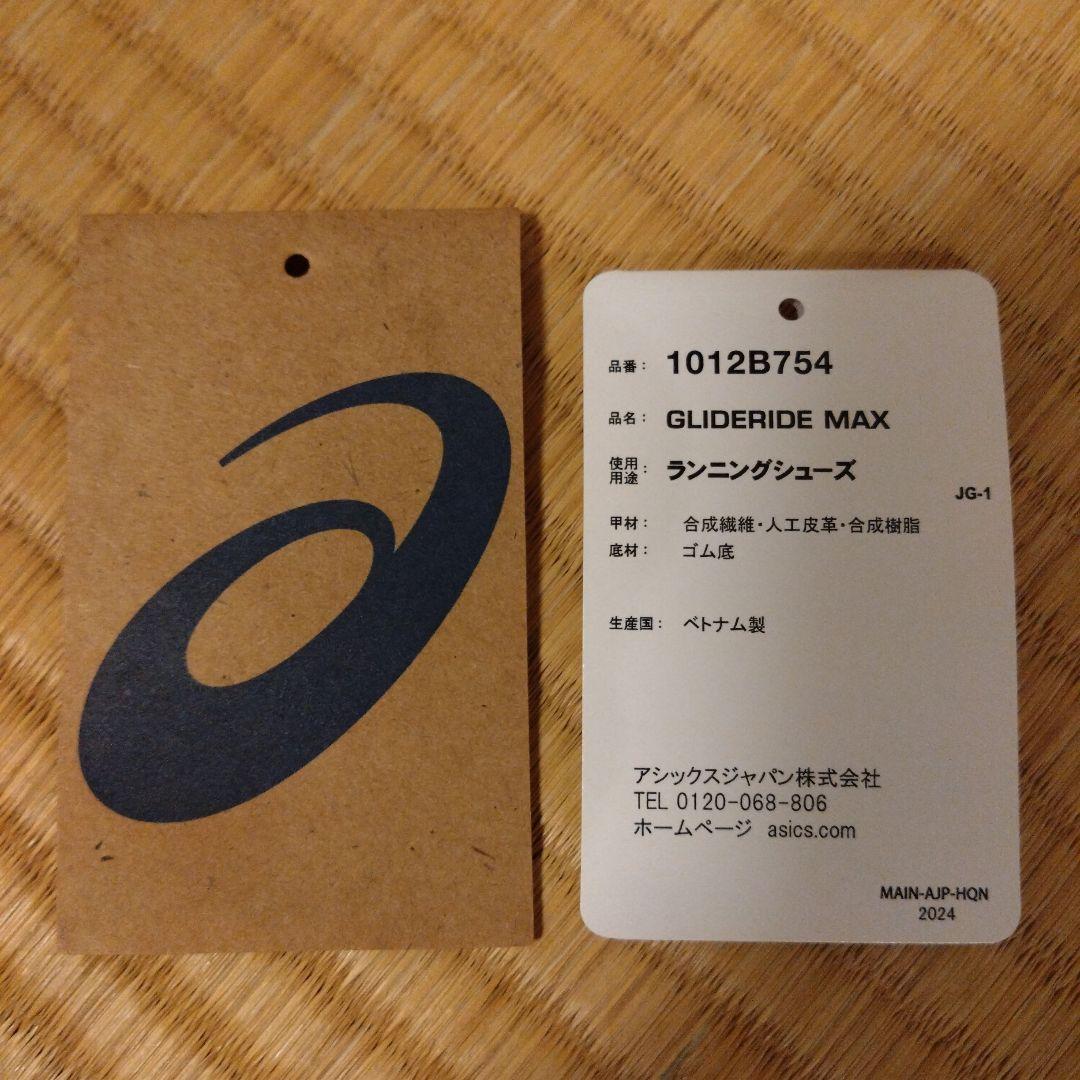 品番： 1012B754
品名： GLIDERIDE MAX
使用用途： ランニングシューズ
JG-1
甲材： 合成繊維・人工皮革・合成樹脂
底材： ゴム底
生産国： ベトナム製
アシックスジャパン株式会社
TEL 0120-068-806
ホームページ asics.com
MAIN-AJP-HQN
2024